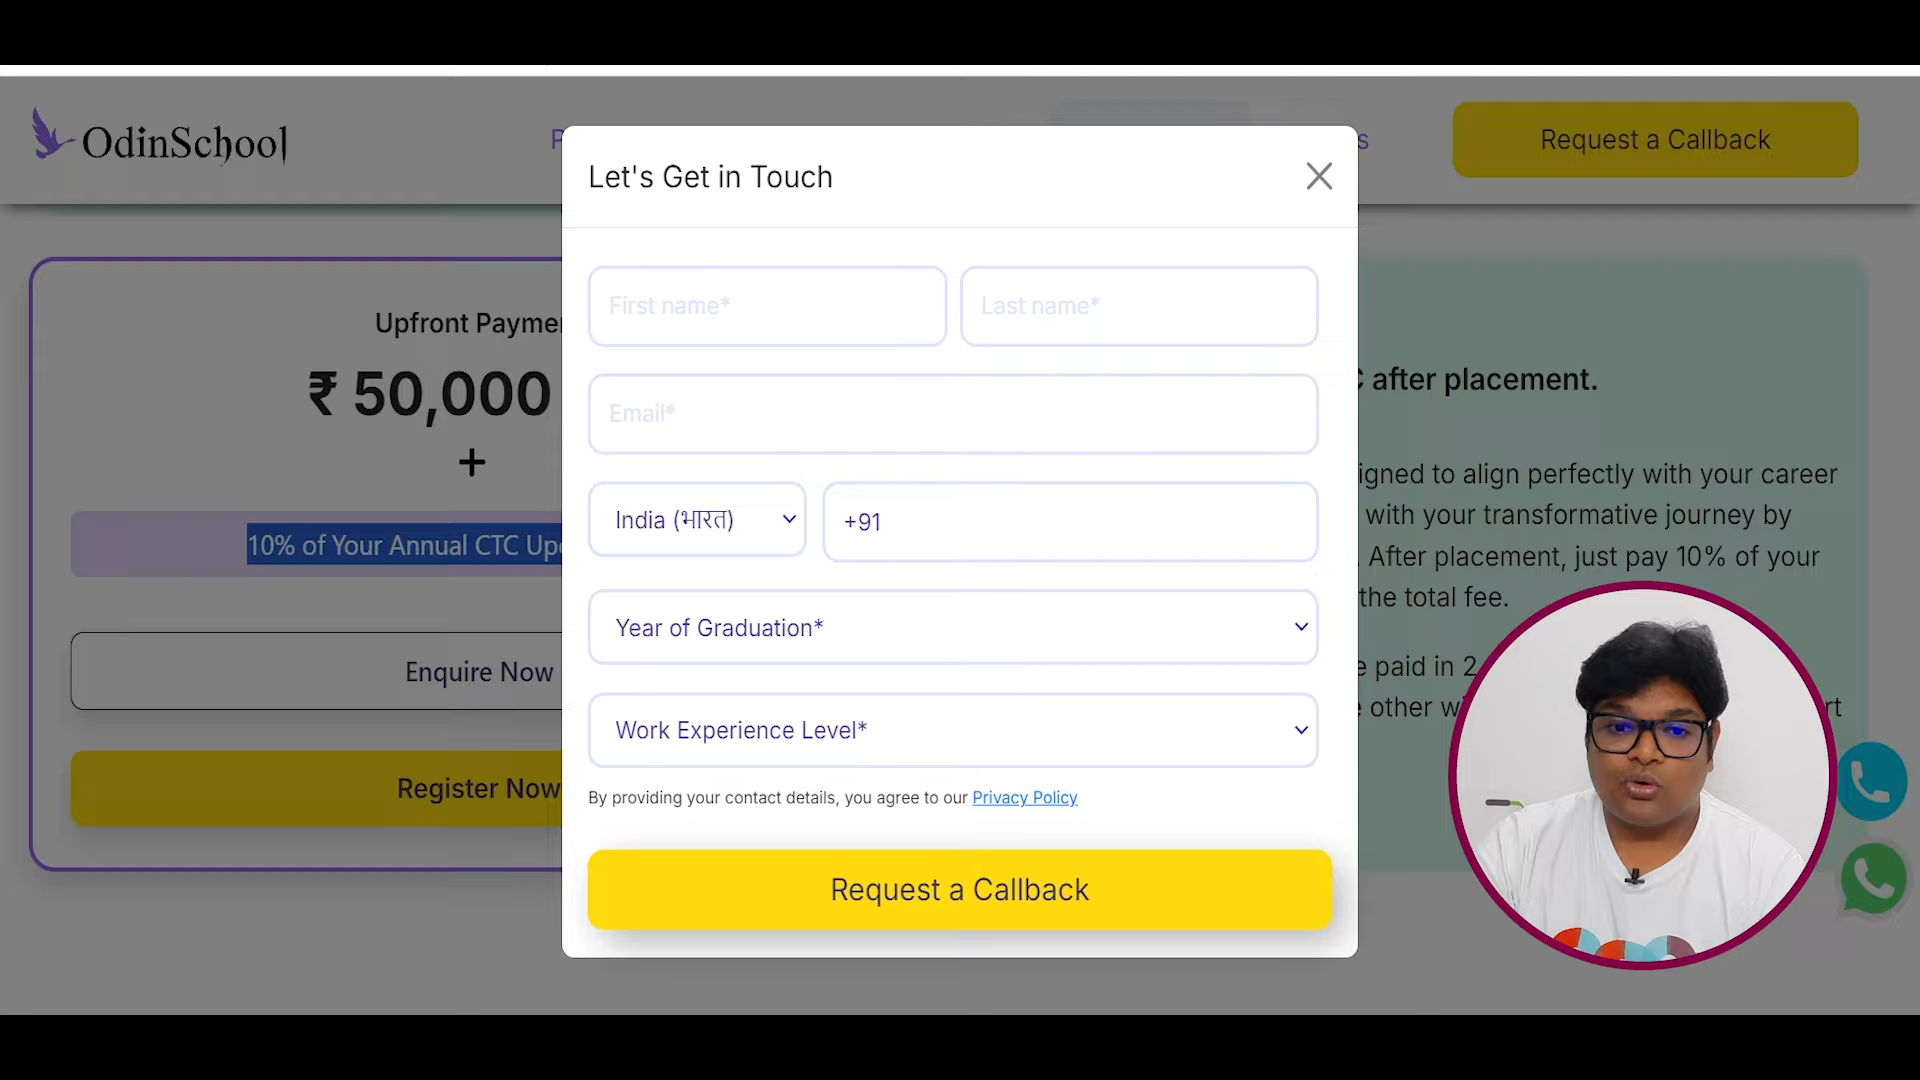 OdinSchool
Request a Callback
Let's Get in Touch
First name*
Last name*
Email*
India (भारत)
+91
Year of Graduation*
Work Experience Level*
By providing your contact details, you agree to our Privacy Policy
Request a Callback
Upfront
₹ 50,000
+
10% of Your Annual CTC
Enquire Now
Register Now
after placement.
to align perfectly with your career
with your transformative journey by
. After placement, just pay 10% of your
the total fee.
paid in 2
other